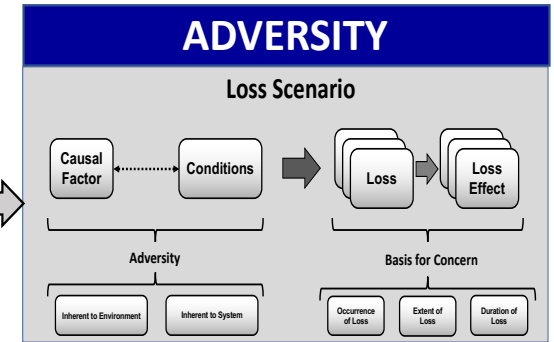 ADVERSITY
Loss Scenario
Causal
Factor
Conditions
Loss
Loss
Effect
Adversity
Basis for Concern
Inherent to Environment
Inherent to System
Occurrence
of Loss
Extent of
Loss
Duration of
Loss